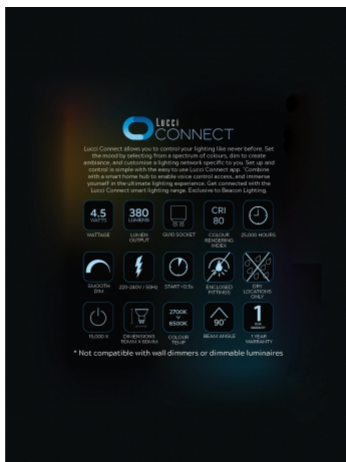 Lucci
CONNECT
Lucci Connect allows you to control your lighting like never before. Set
the mood by selecting from a spectrum of colours, dim to create
ambiance, and customise a lighting network specific to you. Set up and
control is simple with the easy to use Lucci Connect app. *Combine
with a smart home hub to enable voice control access, and immerse
yourself in the ultimate lighting experience. Get connected with the
Lucci Connect smart lighting range. Exclusive to Beacon Lighting.
4.5 WATTS
WATTAGE
380 LUMENS
LUMEN OUTPUT
GU10 SOCKET
CRI 80
COLOUR RENDERING INDEX
25,000 HOURS
SMOOTH DIM
220-240V / 50Hz
START <0.5s
ENCLOSED FITTINGS
DRY LOCATIONS ONLY
15,000 X
DIMENSIONS
2700K
6500K
COLOUR TEMP
90°
BEAM ANGLE
1 YEAR WARRANTY
1 YEAR WARRANTY
* Not compatible with wall dimmers or dimmable luminaires